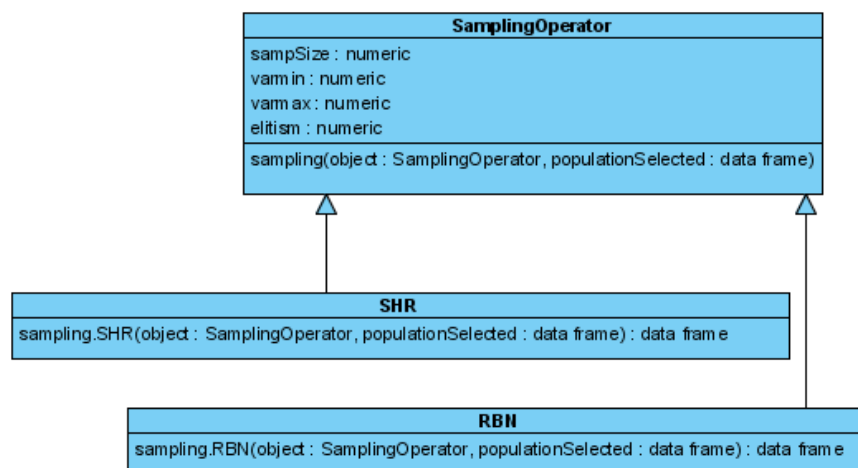 SamplingOperator
sampSize : numeric
varmin : numeric
varmax : numeric
elitism : numeric
sampling(object : SamplingOperator, populationSelected : data frame)
SHR
sampling.SHR(object : SamplingOperator, populationSelected : data frame) : data frame
RBN
sampling.RBN(object : SamplingOperator, populationSelected : data frame) : data frame